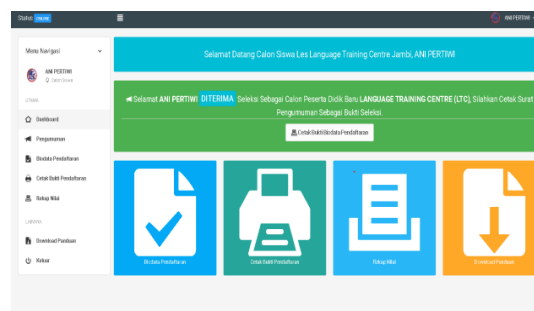 Status ONLINE
ANI PERTIWI
Menu Navigasi
ANI PERTIWI
Calon Siswa
UTAMA
Dashboard
Pengumuman
Biodata Pendaftaran
Cetak Bukti Pendaftaran
Rekap Nilai
LAINNYA
Download Panduan
Keluar
Selamat Datang Calon Siswa Les Language Training Centre Jambi, ANI PERTIWI
Selamat ANI PERTIWI DITERIMA Seleksi Sebagai Calon Peserta Didik Baru LANGUAGE TRAINING CENTRE (LTC), Silahkan Cetak Surat
Pengumuman Sebagai Bukti Seleksi
Cetak Bukti Biodata Pendaftaran
Biodata Pendaftaran
Cetak Bukti Pendaftaran
Rekap Nilai
Download Panduan